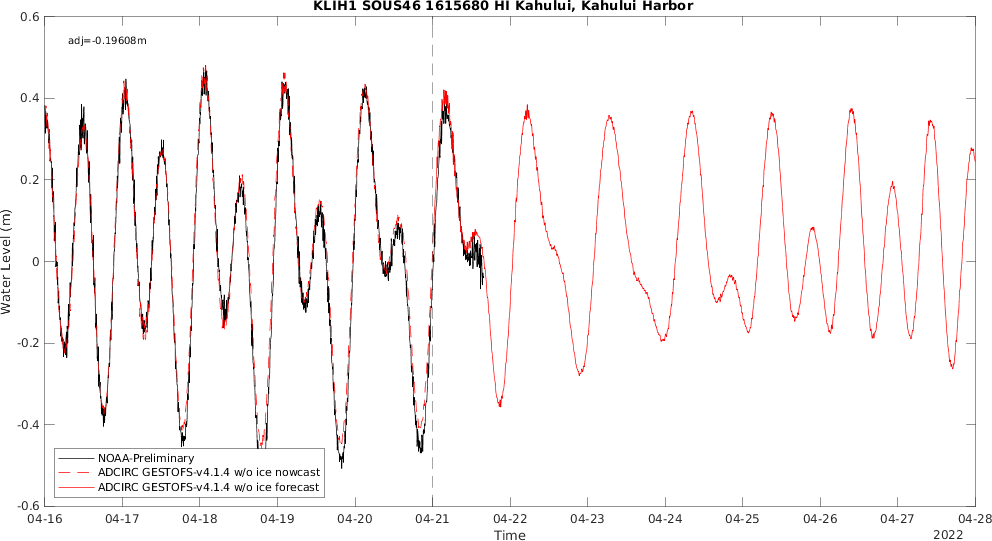 KLIH1 SOUS46 1615680 HI Kahului, Kahului Harbor
adj=-0.19608m
0.6
0.4
0.2
0
-0.2
-0.4
-0.6
Water Level (m)
NOAA-Preliminary
ADCIRC GESTOFS-v4.1.4 w/o ice nowcast
ADCIRC GESTOFS-v4.1.4 w/o ice forecast
04-16 04-17 04-18 04-19 04-20 04-21 04-22 04-23 04-24 04-25 04-26 04-27 04-28
Time
2022